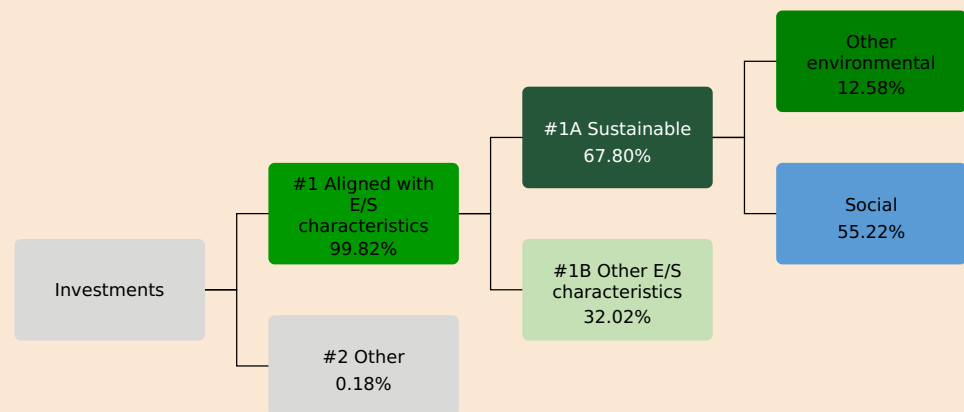 Investments
#1 Aligned with
E/S
characteristics
99.82%
#2 Other
0.18%
#1A Sustainable
67.80%
#1B Other E/S
characteristics
32.02%
Other
environmental
12.58%
Social
55.22%